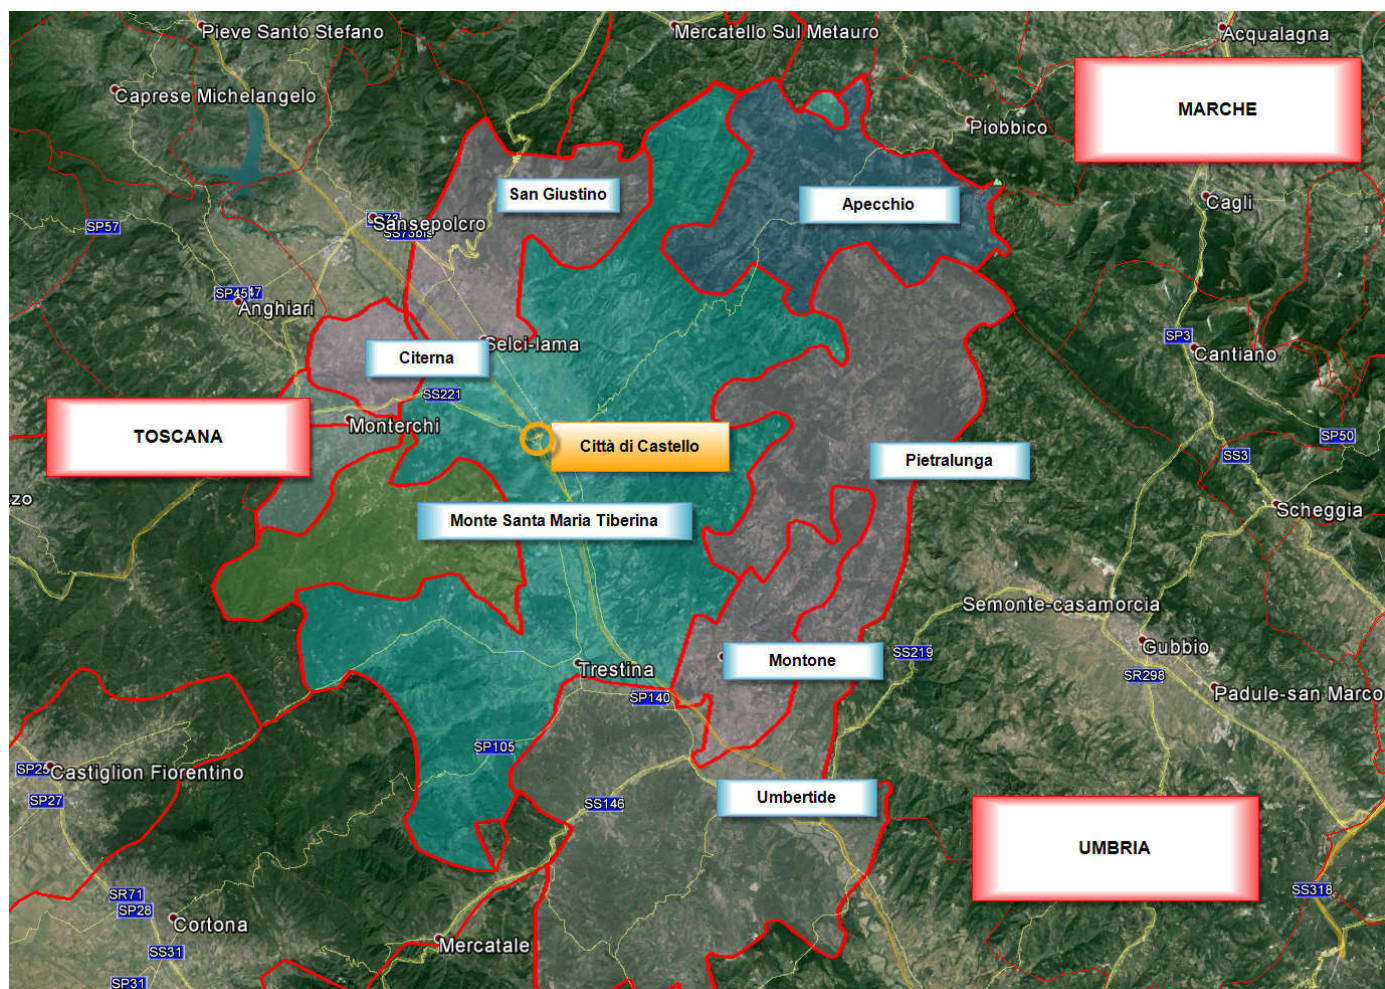 Pieve Santo Stefano
Mercatello Sul Metauro
Acqualagna
Caprese Michelangelo
MARCHE
Piobbico
San Giustino
Apecchio
Cagli
SP57
Sansepolcro
SS73bis
Anghiari
SP3
Selci-lama
Cantiano
Citerna
SS221
TOSCANA
Monterchi
Città di Castello
SP50
SS3
Pietralunga
Scheggia
Monte Santa Maria Tiberina
Semonte-casamorcia
Gubbio
SS219
Montone
Trestina
SR298
SP140
Padule-san Marco
SP105
Castiglion Fiorentino
SP27
SS146
Umbertide
UMBRIA
SR71
SP28
SS318
Cortona
Mercatale
SS31
SP31